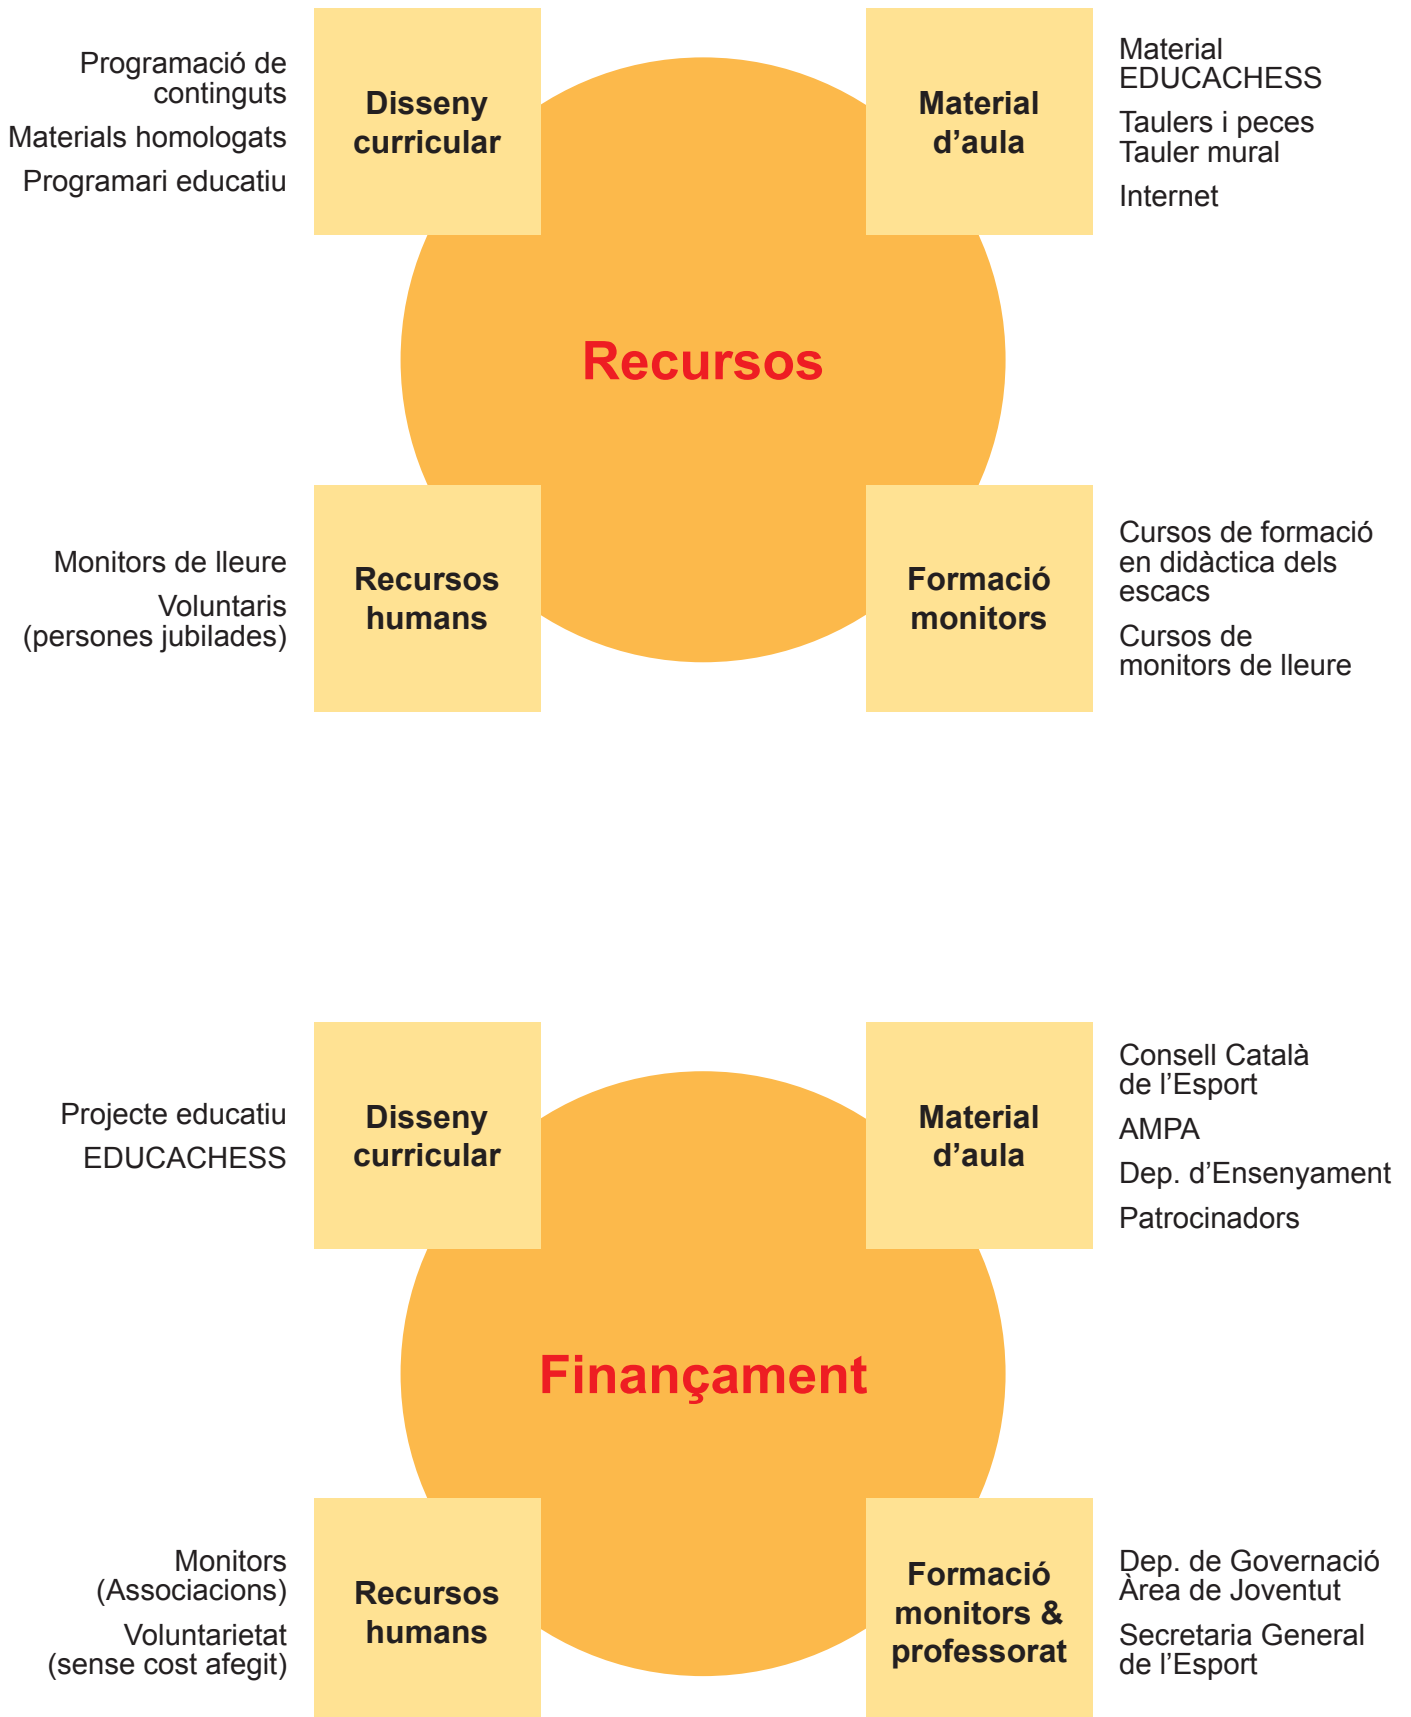 Programació de
continguts
Materials homologats
Programari educatiu
Disseny
curricular
Material
d’aula
Material
EDUCACHESS
Taulers i peces
Tauler mural
Internet
Recursos
Monitors de lleure
Voluntaris
(persones jubilades)
Recursos
humans
Formació
monitors
Cursos de formació
en didàctica dels
escacs
Cursos de
monitors de lleure
Projecte educatiu
EDUCACHESS
Disseny
curricular
Material
d’aula
Consell Català
de l’Esport
AMPA
Dep. d’Ensenyament
Patrocinadors
Finançament
Monitors
(Associacions)
Voluntarietat
(sense cost afegit)
Recursos
humans
Formació
monitors &
professorat
Dep. de Governació
Àrea de Joventut
Secretaria General
de l’Esport